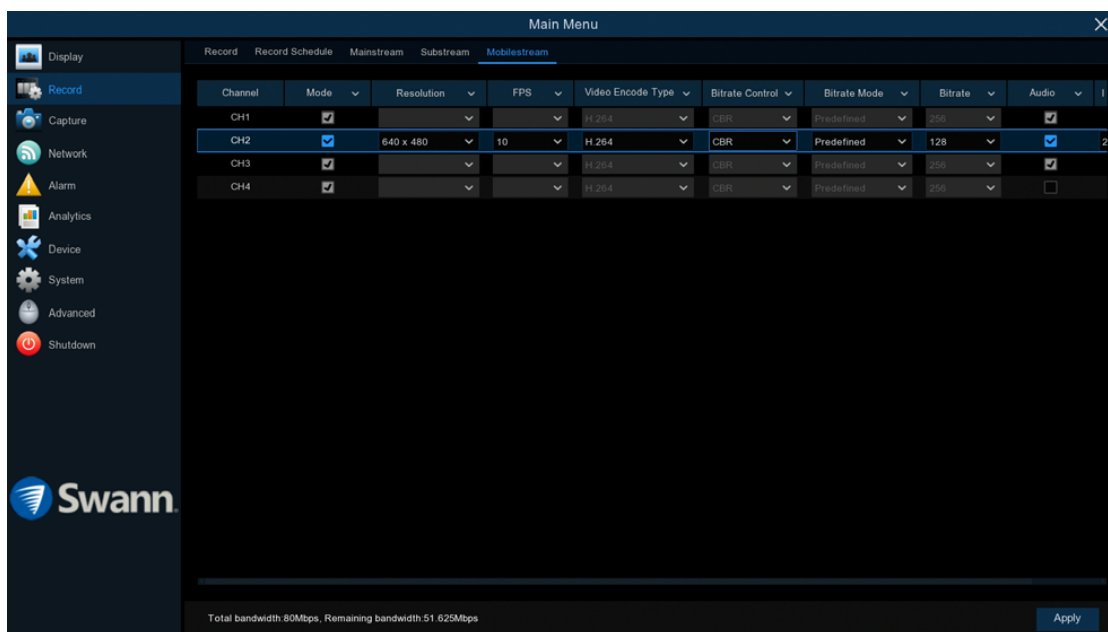 Main Menu
Display
Record
Capture
Network
Alarm
Analytics
Device
System
Advanced
Shutdown
Swann
Record Record Schedule Mainstream Substream Mobilestream
Channel Mode Resolution FPS Video Encode Type Bitrate Control Bitrate Mode Bitrate Audio I
CH1 H.264 CBR Predefined 256
CH2 640 x 480 10 H.264 CBR Predefined 128 2
CH3 H.264 CBR Predefined 256
CH4 H.264 CBR Predefined 256
Total bandwidth:80Mbps, Remaining bandwidth:51.625Mbps
Apply